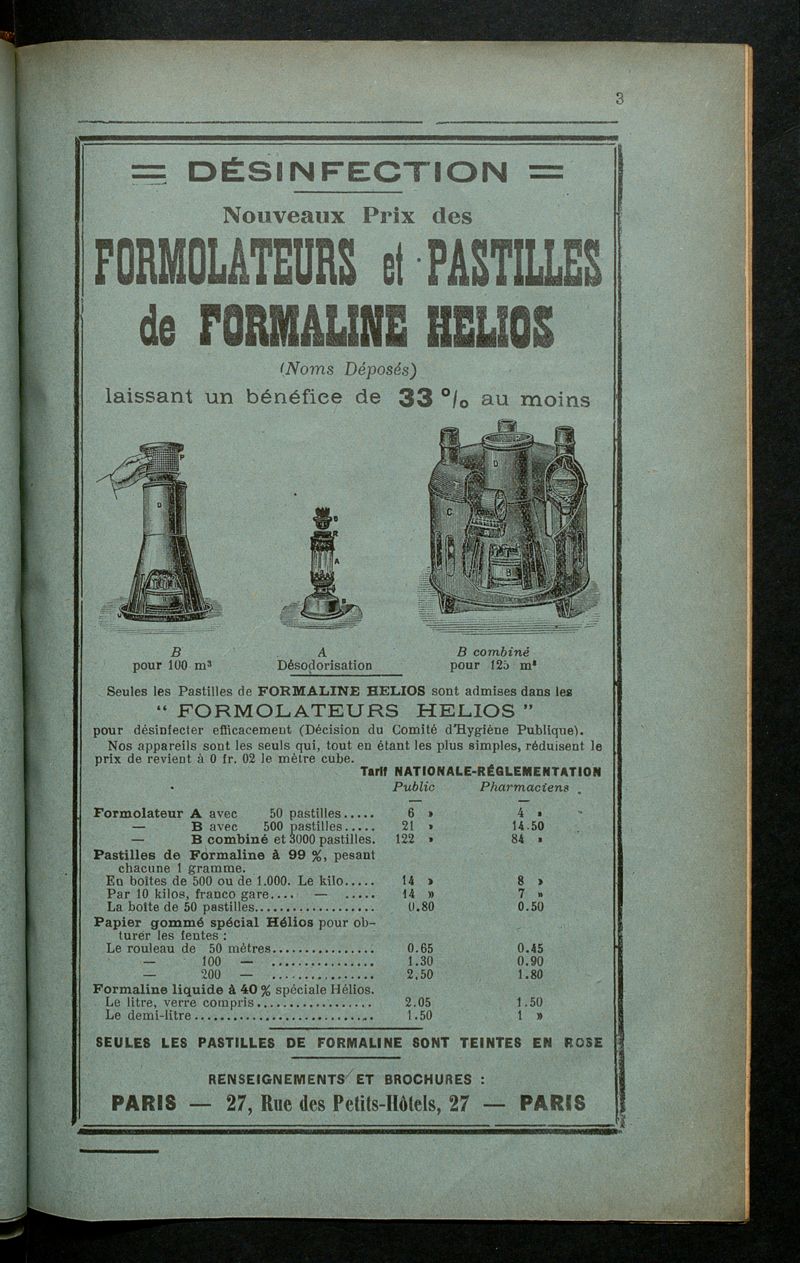 3
= DÉSINFECTION =
Nouveaux Prix des
FORMOLATEURS et PASTILLES
de FORMALINE HELIOS
(Noms Déposés)
laissant un bénéfice de 33 % au moins
B
pour 100 m³
A
Désodorisation
B combiné
pour 125 m³
Seules les Pastilles de FORMALINE HELIOS sont admises dans les
“ FORMOLATEURS HELIOS ”
pour désinfecter efficacement (Décision du Comité d'Hygiène Publique).
Nos appareils sont les seuls qui, tout en étant les plus simples, réduisent le
prix de revient à 0 fr. 02 le mètre cube.
Tarif NATIONALE-RÉGLEMENTATION
Public Pharmaciens
Formolateur A avec 50 pastilles..... 6 » 4 »
— B avec 500 pastilles..... 21 » 14.50
— B combiné et 3000 pastilles. 122 » 84 »
Pastilles de Formaline à 99 %, pesant
chacune 1 gramme.
En boîtes de 500 ou de 1.000. Le kilo..... 14 » 8 »
Par 10 kilos, franco gare.... — ..... 14 » 7 »
La boîte de 50 pastilles................... 0.80 0.50
Papier gommé spécial Hélios pour ob-
turer les fentes :
Le rouleau de 50 mètres................ 0.65 0.45
— 100 — ................ 1.30 0.90
— 200 — ................ 2.50 1.80
Formaline liquide à 40 % spéciale Hélios.
Le litre, verre compris.................. 2.05 1.50
Le demi-litre............................ 1.50 1 »
SEULES LES PASTILLES DE FORMALINE SONT TEINTES EN ROSE
RENSEIGNEMENTS ET BROCHURES :
PARIS — 27, Rue des Petits-Hôtels, 27 — PARIS